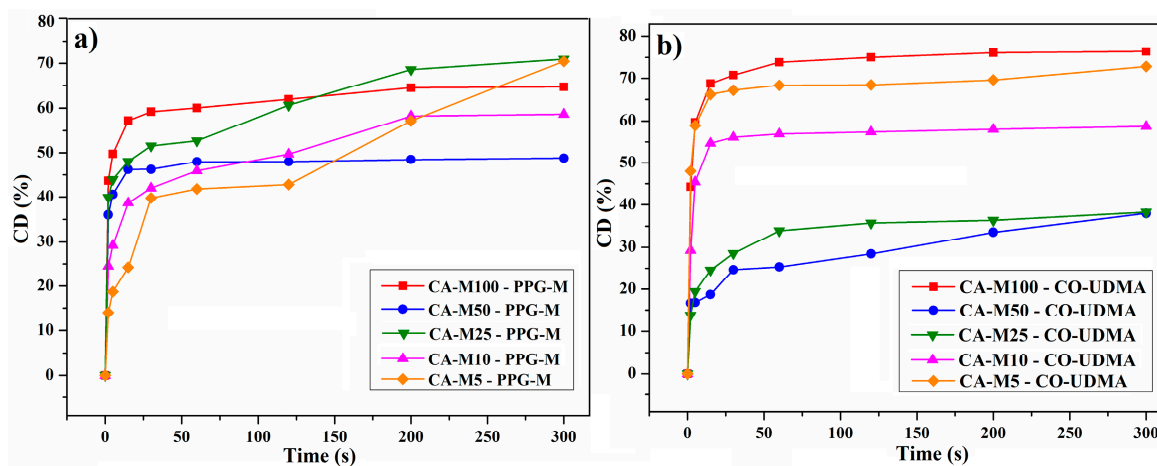 a)
CD (%)
80
70
60
50
40
30
20
10
0
0
50
100
150
200
250
300
Time (s)
CA-M100 - PPG-M
CA-M50 - PPG-M
CA-M25 - PPG-M
CA-M10 - PPG-M
CA-M5 - PPG-M
b)
CD (%)
80
70
60
50
40
30
20
10
0
0
50
100
150
200
250
300
Time (s)
CA-M100 - CO-UDMA
CA-M50 - CO-UDMA
CA-M25 - CO-UDMA
CA-M10 - CO-UDMA
CA-M5 - CO-UDMA